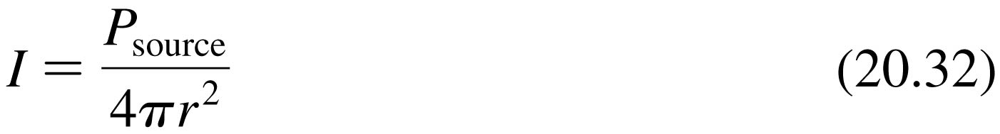 I = P_source / 4πr² (20.32)